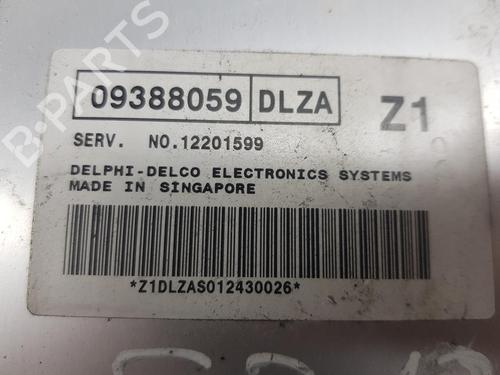 09388059 DLZA Z1
SERV. NO.12201599
DELPHI-DELCO ELECTRONICS SYSTEMS
MADE IN SINGAPORE
*Z1DLZAS012430026*
B-PARTS